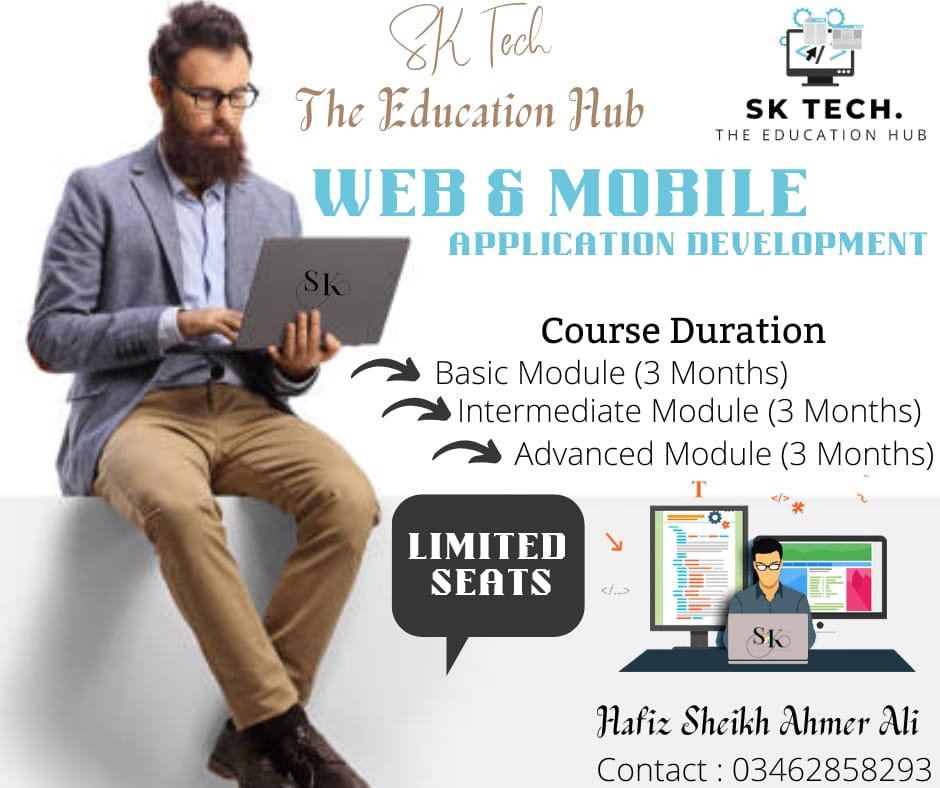 SK Tech
The Education Hub
SK TECH.
THE EDUCATION HUB
WEB & MOBILE
APPLICATION DEVELOPMENT
SK
Course Duration
Basic Module (3 Months)
Intermediate Module (3 Months)
Advanced Module (3 Months)
LIMITED
SEATS
T
</>
</...>
SK
Hafiz Sheikh Ahmer Ali
Contact : 03462858293